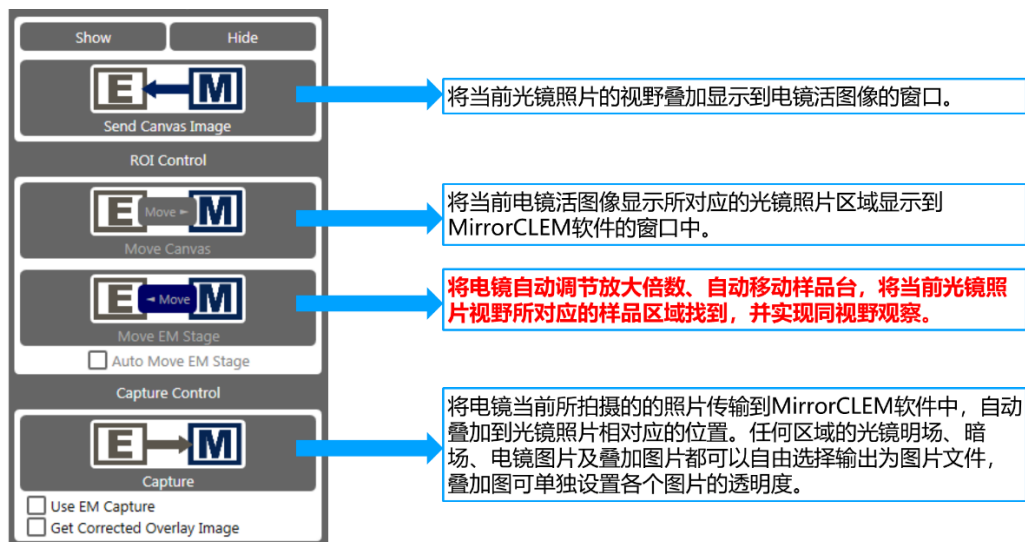 Show Hide
E M
Send Canvas Image
将当前光镜照片的视野叠加显示到电镜活图像的窗口。
ROI Control
E Move ► M
Move Canvas
将当前电镜活图像显示所对应的光镜照片区域显示到
MirrorCLEM软件的窗口中。
E ◄ Move M
Move EM Stage
Auto Move EM Stage
将电镜自动调节放大倍数、自动移动样品台，将当前光镜照
片视野所对应的样品区域找到，并实现同视野观察。
Capture Control
E M
Capture
Use EM Capture
Get Corrected Overlay Image
将电镜当前所拍摄的的照片传输到MirrorCLEM软件中，自动
叠加到光镜照片相对应的位置。任何区域的光镜明场、暗
场、电镜图片及叠加图片都可以自由选择输出为图片文件，
叠加图可单独设置各个图片的透明度。